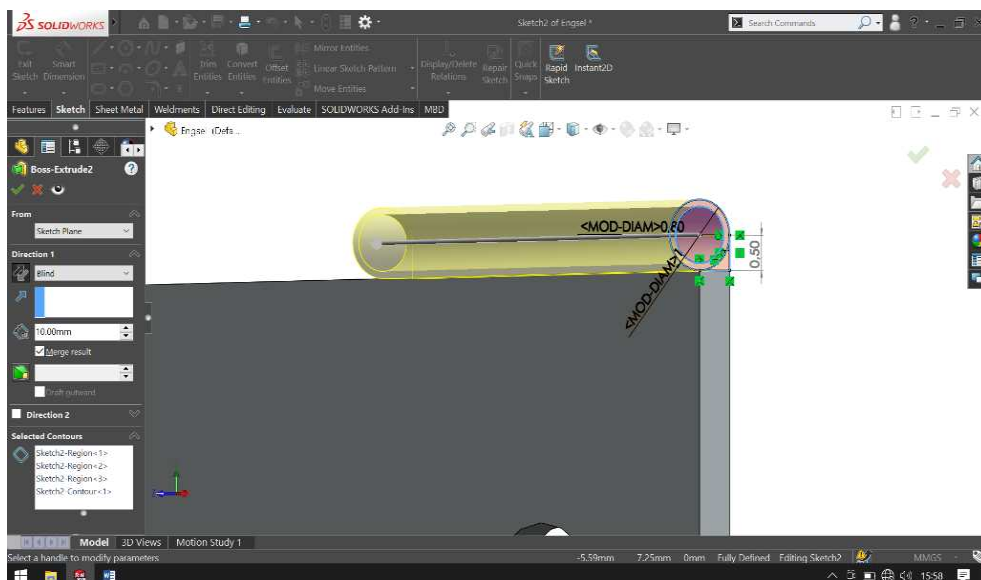 SOLIDWORKS
Sketch2 of Engsel *
Search Commands
Exit Sketch
Smart Dimension
Trim Entities
Convert Entities
Offset Entities
Mirror Entities
Linear Sketch Pattern
Move Entities
Display/Delete Relations
Repair Sketch
Quick Snaps
Rapid Sketch
Instant2D
Features Sketch Sheet Metal Weldments Direct Editing Evaluate SOLIDWORKS Add-Ins MBD
Engsel (Defa...
Boss-Extrude2
From
Sketch Plane
Direction 1
Blind
10.00mm
Merge result
Draft outward
Direction 2
Selected Contours
Sketch2-Region<1>
Sketch2-Region<2>
Sketch2-Region<3>
Sketch2-Contour<1>
<MOD-DIAM>0,80
<MOD-DIAM>1
0,50
Model 3D Views Motion Study 1
Select a handle to modify parameters
-5.59mm 7.25mm 0mm Fully Defined Editing Sketch2 MMGS
15:58